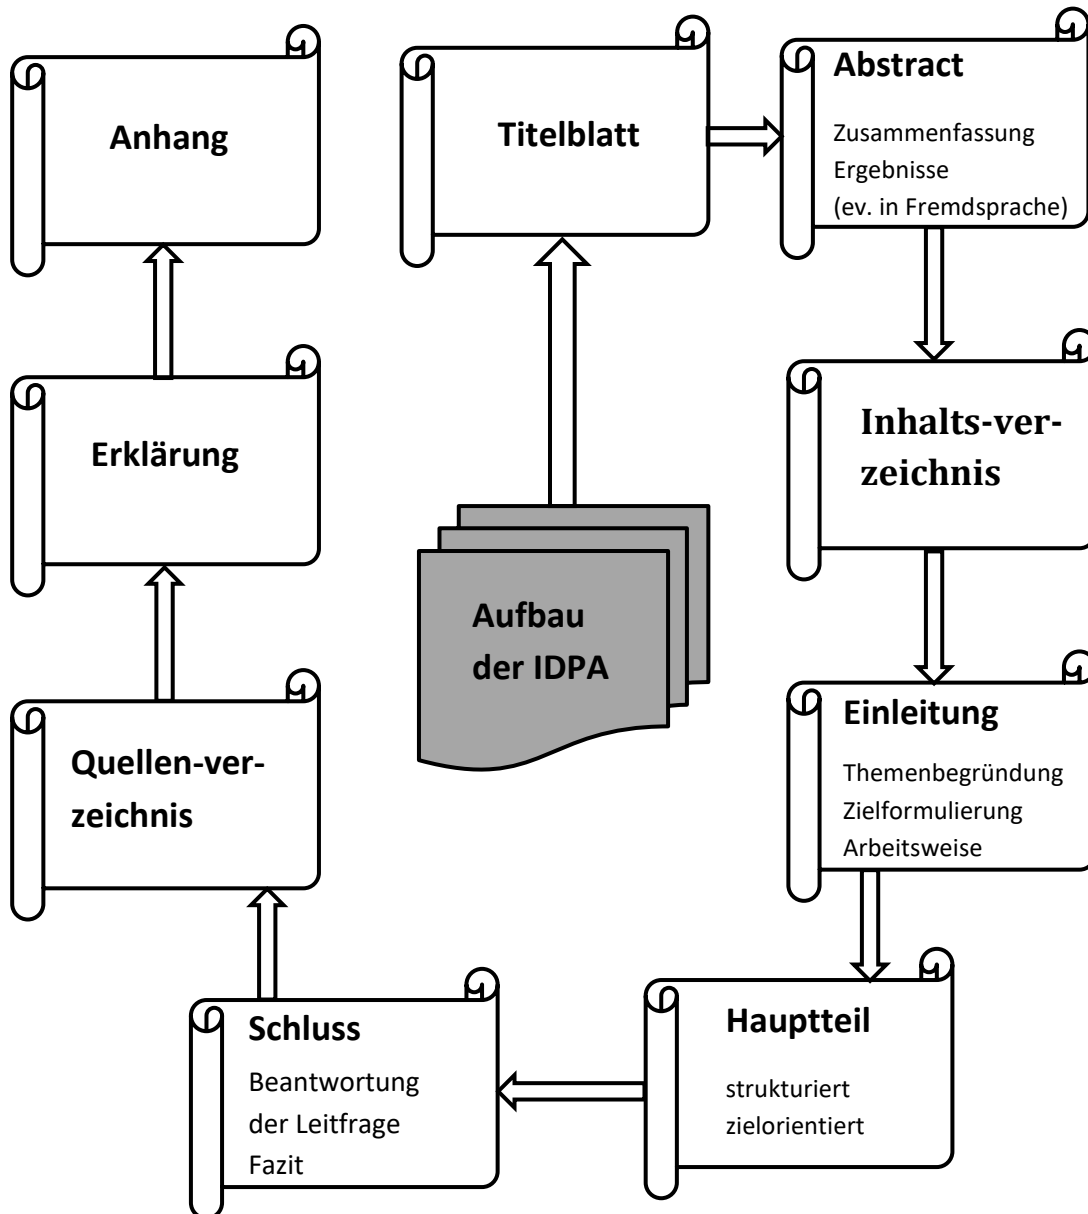 Aufbau
der IDPA
Titelblatt
Abstract
Zusammenfassung
Ergebnisse
(ev. in Fremdsprache)
Inhalts-ver-
zeichnis
Einleitung
Themenbegründung
Zielformulierung
Arbeitsweise
Hauptteil
strukturiert
zielorientiert
Schluss
Beantwortung
der Leitfrage
Fazit
Quellen-ver-
zeichnis
Erklärung
Anhang